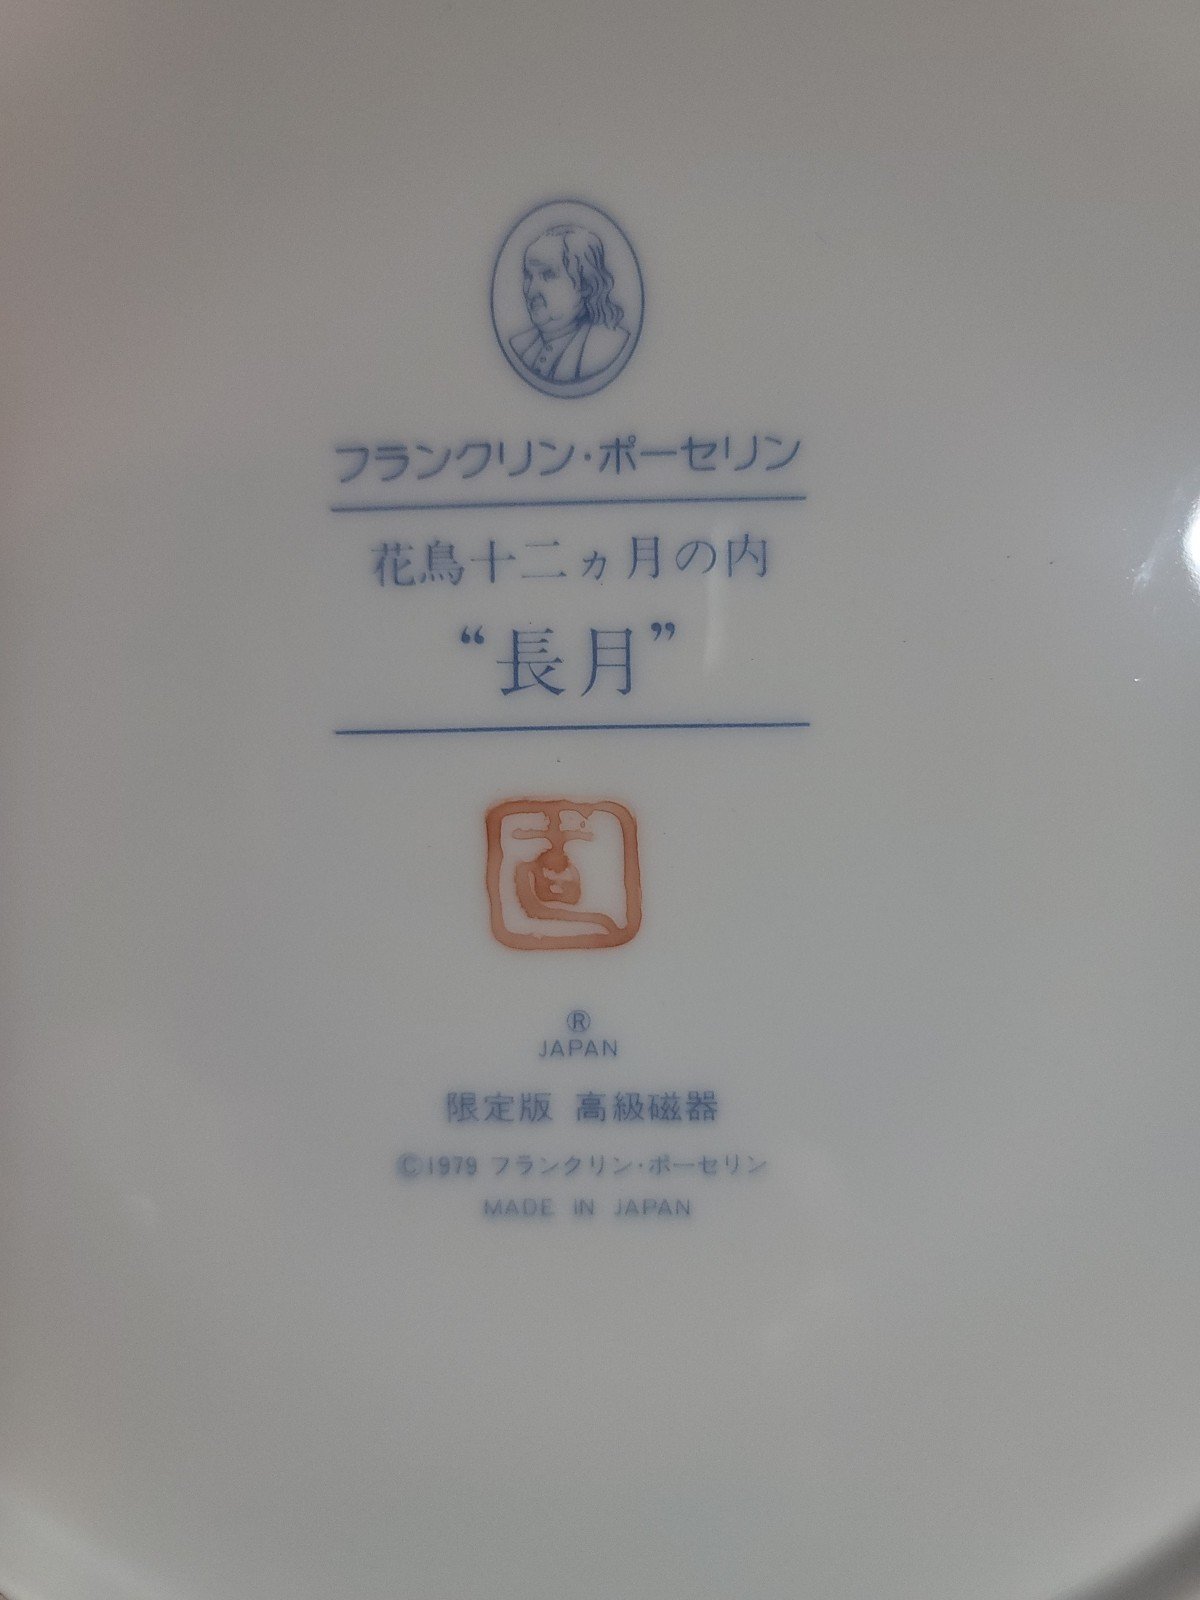 フランクリン・ポーセリン
花鳥十二ヵ月の内
“長月”
®
JAPAN
限定版 高級磁器
©1979 フランクリン・ポーセリン
MADE IN JAPAN